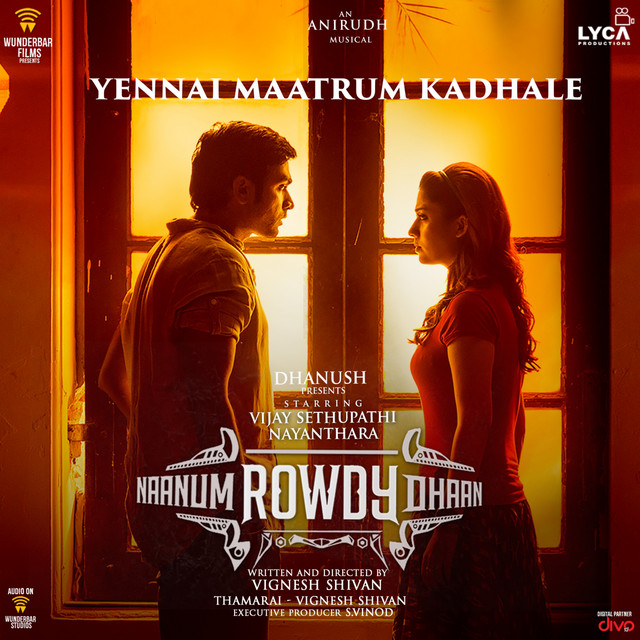 WUNDERBAR
FILMS
PRESENTS
AN
ANIRUDH
MUSICAL
LYCA
PRODUCTIONS
YENNAI MAATRUM KADHALE
DHANUSH
PRESENTS
STARRING
VIJAY SETHUPATHI
NAYANTHARA
NAANUM ROWDY DHAAN
WRITTEN AND DIRECTED BY
VIGNESH SHIVAN
THAMARAI - VIGNESH SHIVAN
EXECUTIVE PRODUCER S.VINOD
AUDIO ON
WUNDERBAR
STUDIOS
DIGITAL PARTNER
divo